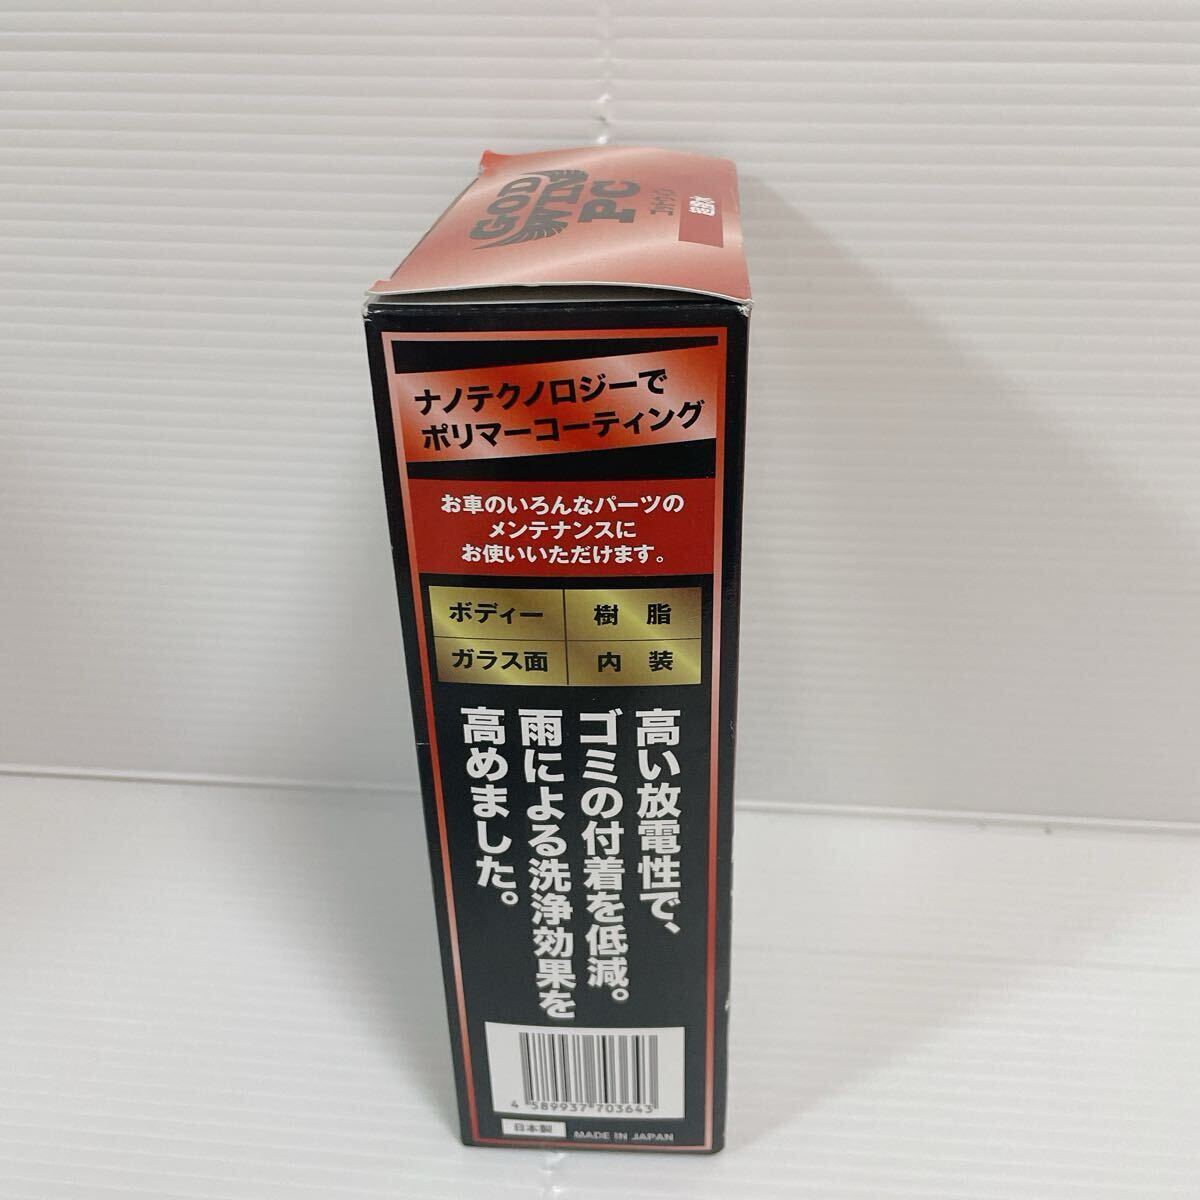 GOD
WIN
PC
ナノテクノロジーで
ポリマーコーティング
お車のいろんなパーツの
メンテナンスに
お使いいただけます。
ボディー
樹脂
ガラス面
内装
高い放電性で、
ゴミの付着を低減。
雨による洗浄効果を
高めました。
4 589937 703643
日本製
MADE IN JAPAN